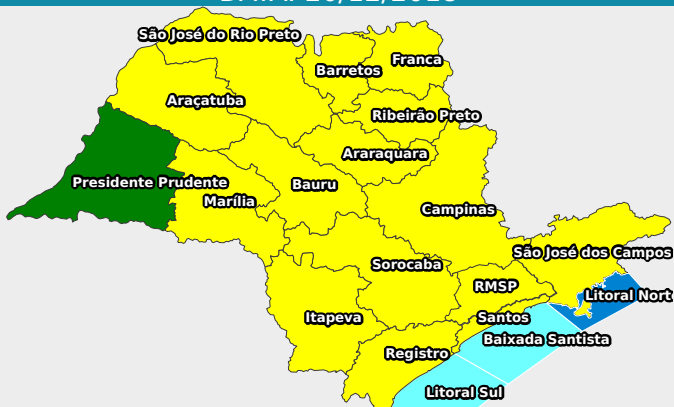 São José do Rio Preto
Franca
Barretos
Araçatuba
Ribeirão Preto
Araraquara
Presidente Prudente
Bauru
Marília
Campinas
São José dos Campos
Sorocaba
RMSP
Litoral Nort
Itapeva
Santos
Baixada Santista
Registro
Litoral Sul